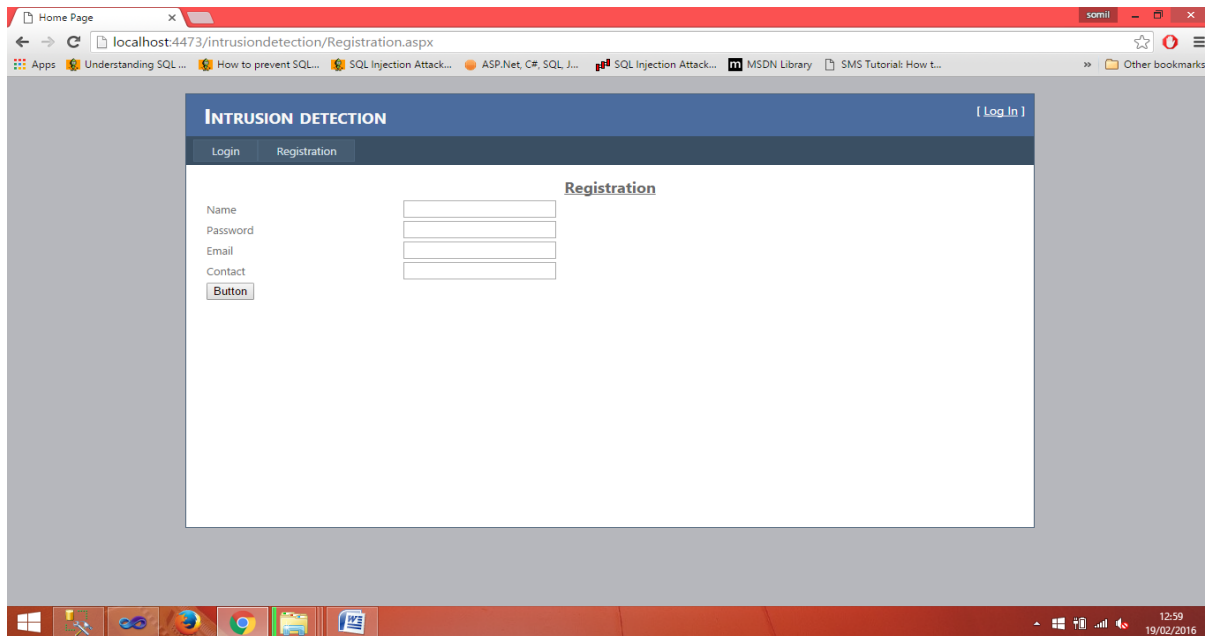 Home Page
somil
localhost:4473/intrusiondetection/Registration.aspx
Apps Understanding SQL ... How to prevent SQL... SQL Injection Attack... ASP.Net, C#, SQL, J... SQL Injection Attack... MSDN Library SMS Tutorial: How t... » Other bookmarks
INTRUSION DETECTION
[ Log In ]
Login Registration
Registration
Name
Password
Email
Contact
Button
12:59
19/02/2016